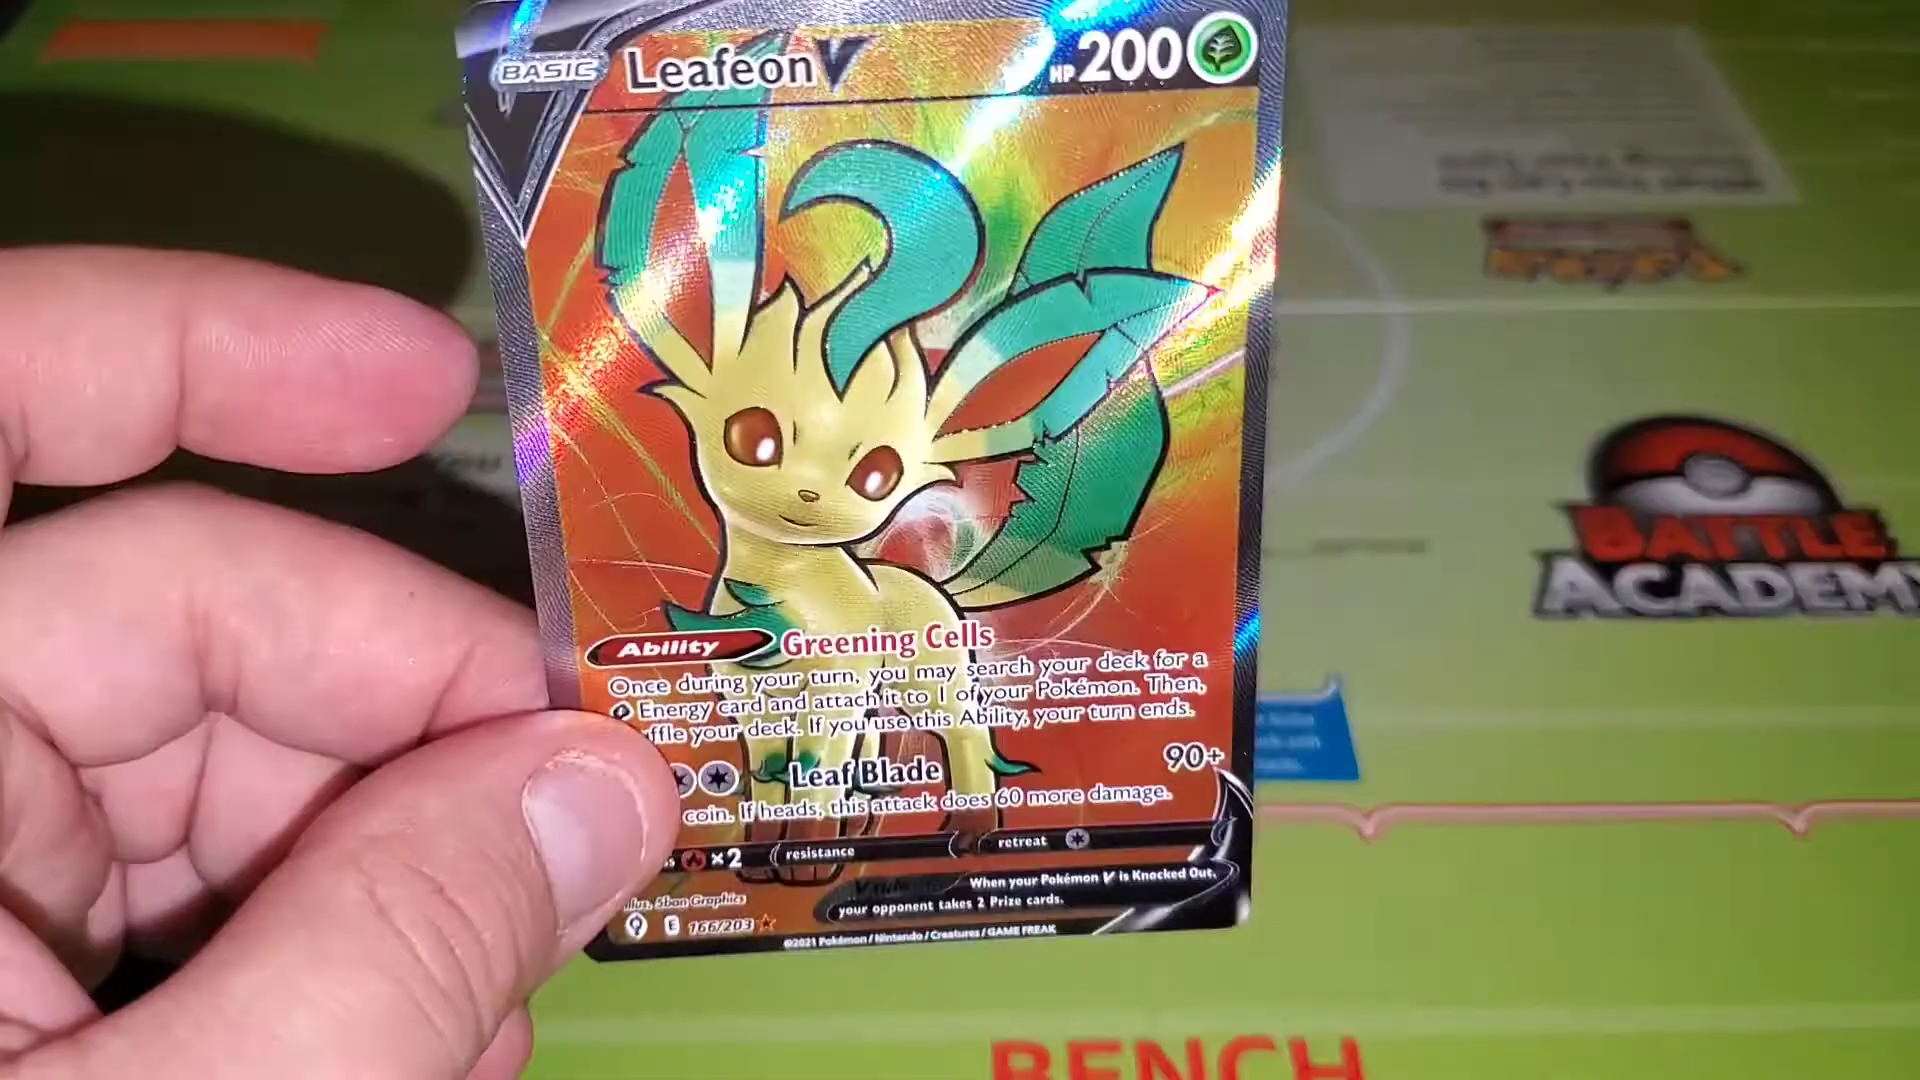 BASIC Leafeon V HP 200
Ability Greening Cells
Once during your turn, you may search your deck for a
Energy card and attach it to 1 of your Pokémon. Then,
ffle your deck. If you use this Ability, your turn ends.
Leaf Blade 90+
coin. If heads, this attack does 60 more damage.
×2 resistance retreat
When your Pokémon V is Knocked Out,
your opponent takes 2 Prize cards.
Illus. 5ban Graphics
E 166/203
©2021 Pokémon / Nintendo / Creatures / GAME FREAK
BATTLE
ACADEMY
BENCH